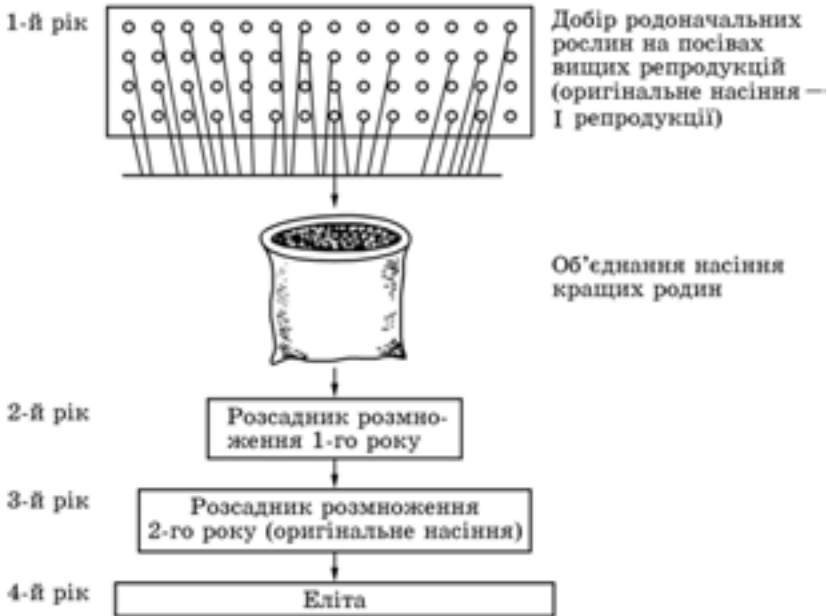 1-й рік
Добір родоначальних
рослин на посівах
вищих репродукцій
(оригінальне насіння —
І репродукції)
Об’єднання насіння
кращих родин
2-й рік
Розсадник розмно-
ження 1-го року
3-й рік
Розсадник розмноження
2-го року (оригінальне насіння)
4-й рік
Еліта